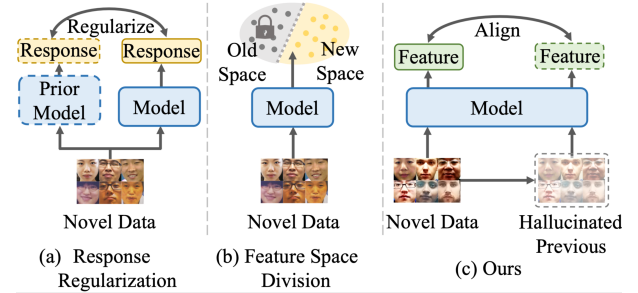 Regularize
Response
Response
Prior
Model
Model
Novel Data
(a) Response
Regularization
Old
Space
New
Space
Model
Novel Data
(b) Feature Space
Division
Align
Feature
Feature
Model
Novel Data
Hallucinated
Previous
(c) Ours